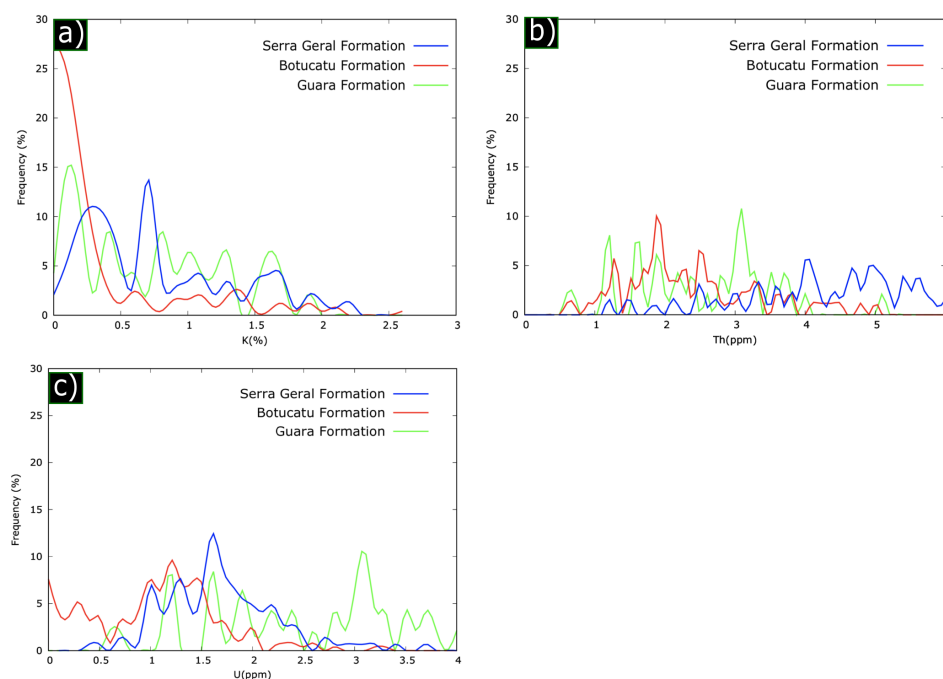 a)
30
25
20
15
10
5
0
Frequency (%)
Serra Geral Formation
Botucatu Formation
Guara Formation
0 0.5 1 1.5 2 2.5 3
K(%)
b)
30
25
20
15
10
5
0
Frequency (%)
Serra Geral Formation
Botucatu Formation
Guara Formation
0 1 2 3 4 5
Th(ppm)
c)
30
25
20
15
10
5
0
Frequency (%)
Serra Geral Formation
Botucatu Formation
Guara Formation
0 0.5 1 1.5 2 2.5 3 3.5 4
U(ppm)